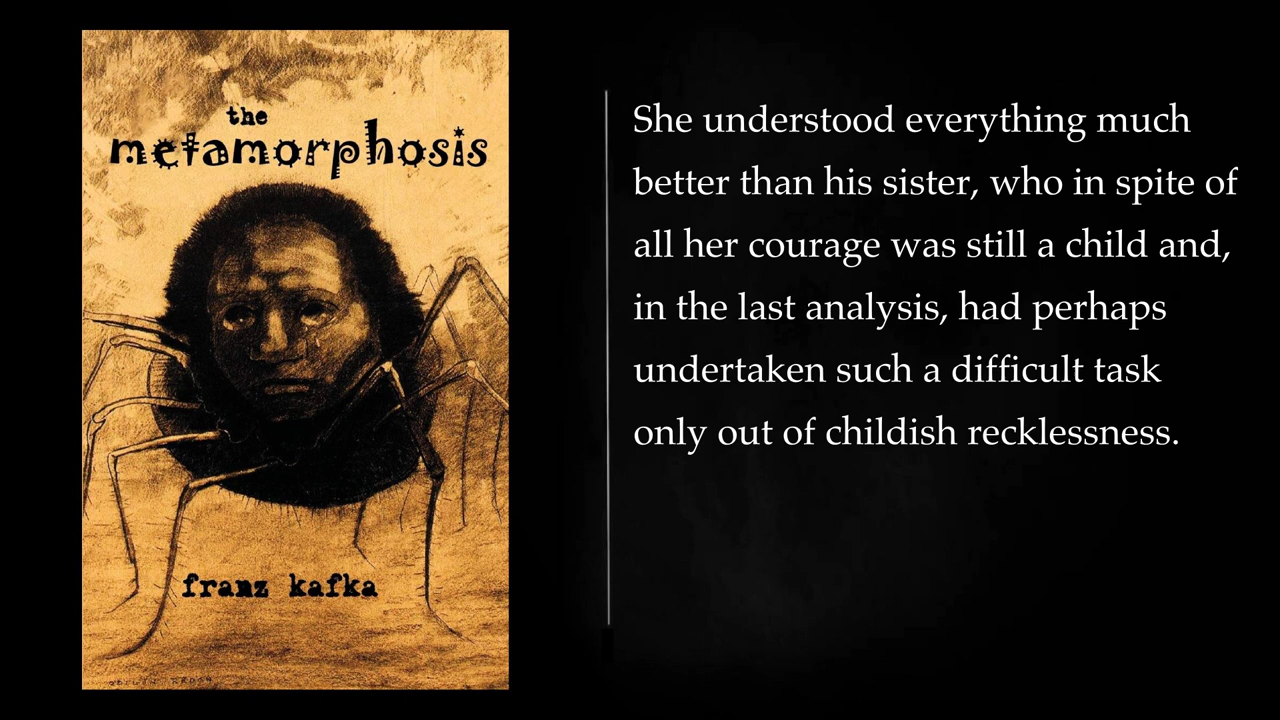 the
metamorphosis
franz kafka
She understood everything much
better than his sister, who in spite of
all her courage was still a child and,
in the last analysis, had perhaps
undertaken such a difficult task
only out of childish recklessness.